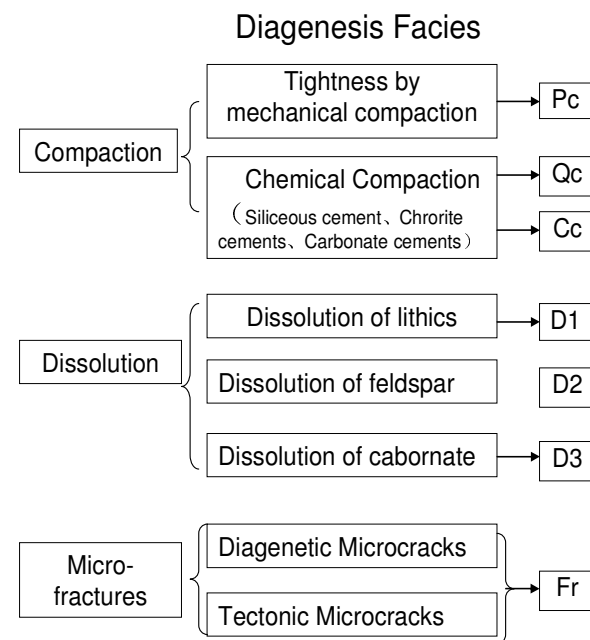 Diagenesis Facies
Compaction
Tightness by
mechanical compaction
Pc
Chemical Compaction
（Siliceous cement、Chrorite
cements、Carbonate cements）
Qc
Cc
Dissolution
Dissolution of lithics
D1
Dissolution of feldspar
D2
Dissolution of cabornate
D3
Micro-
fractures
Diagenetic Microcracks
Tectonic Microcracks
Fr